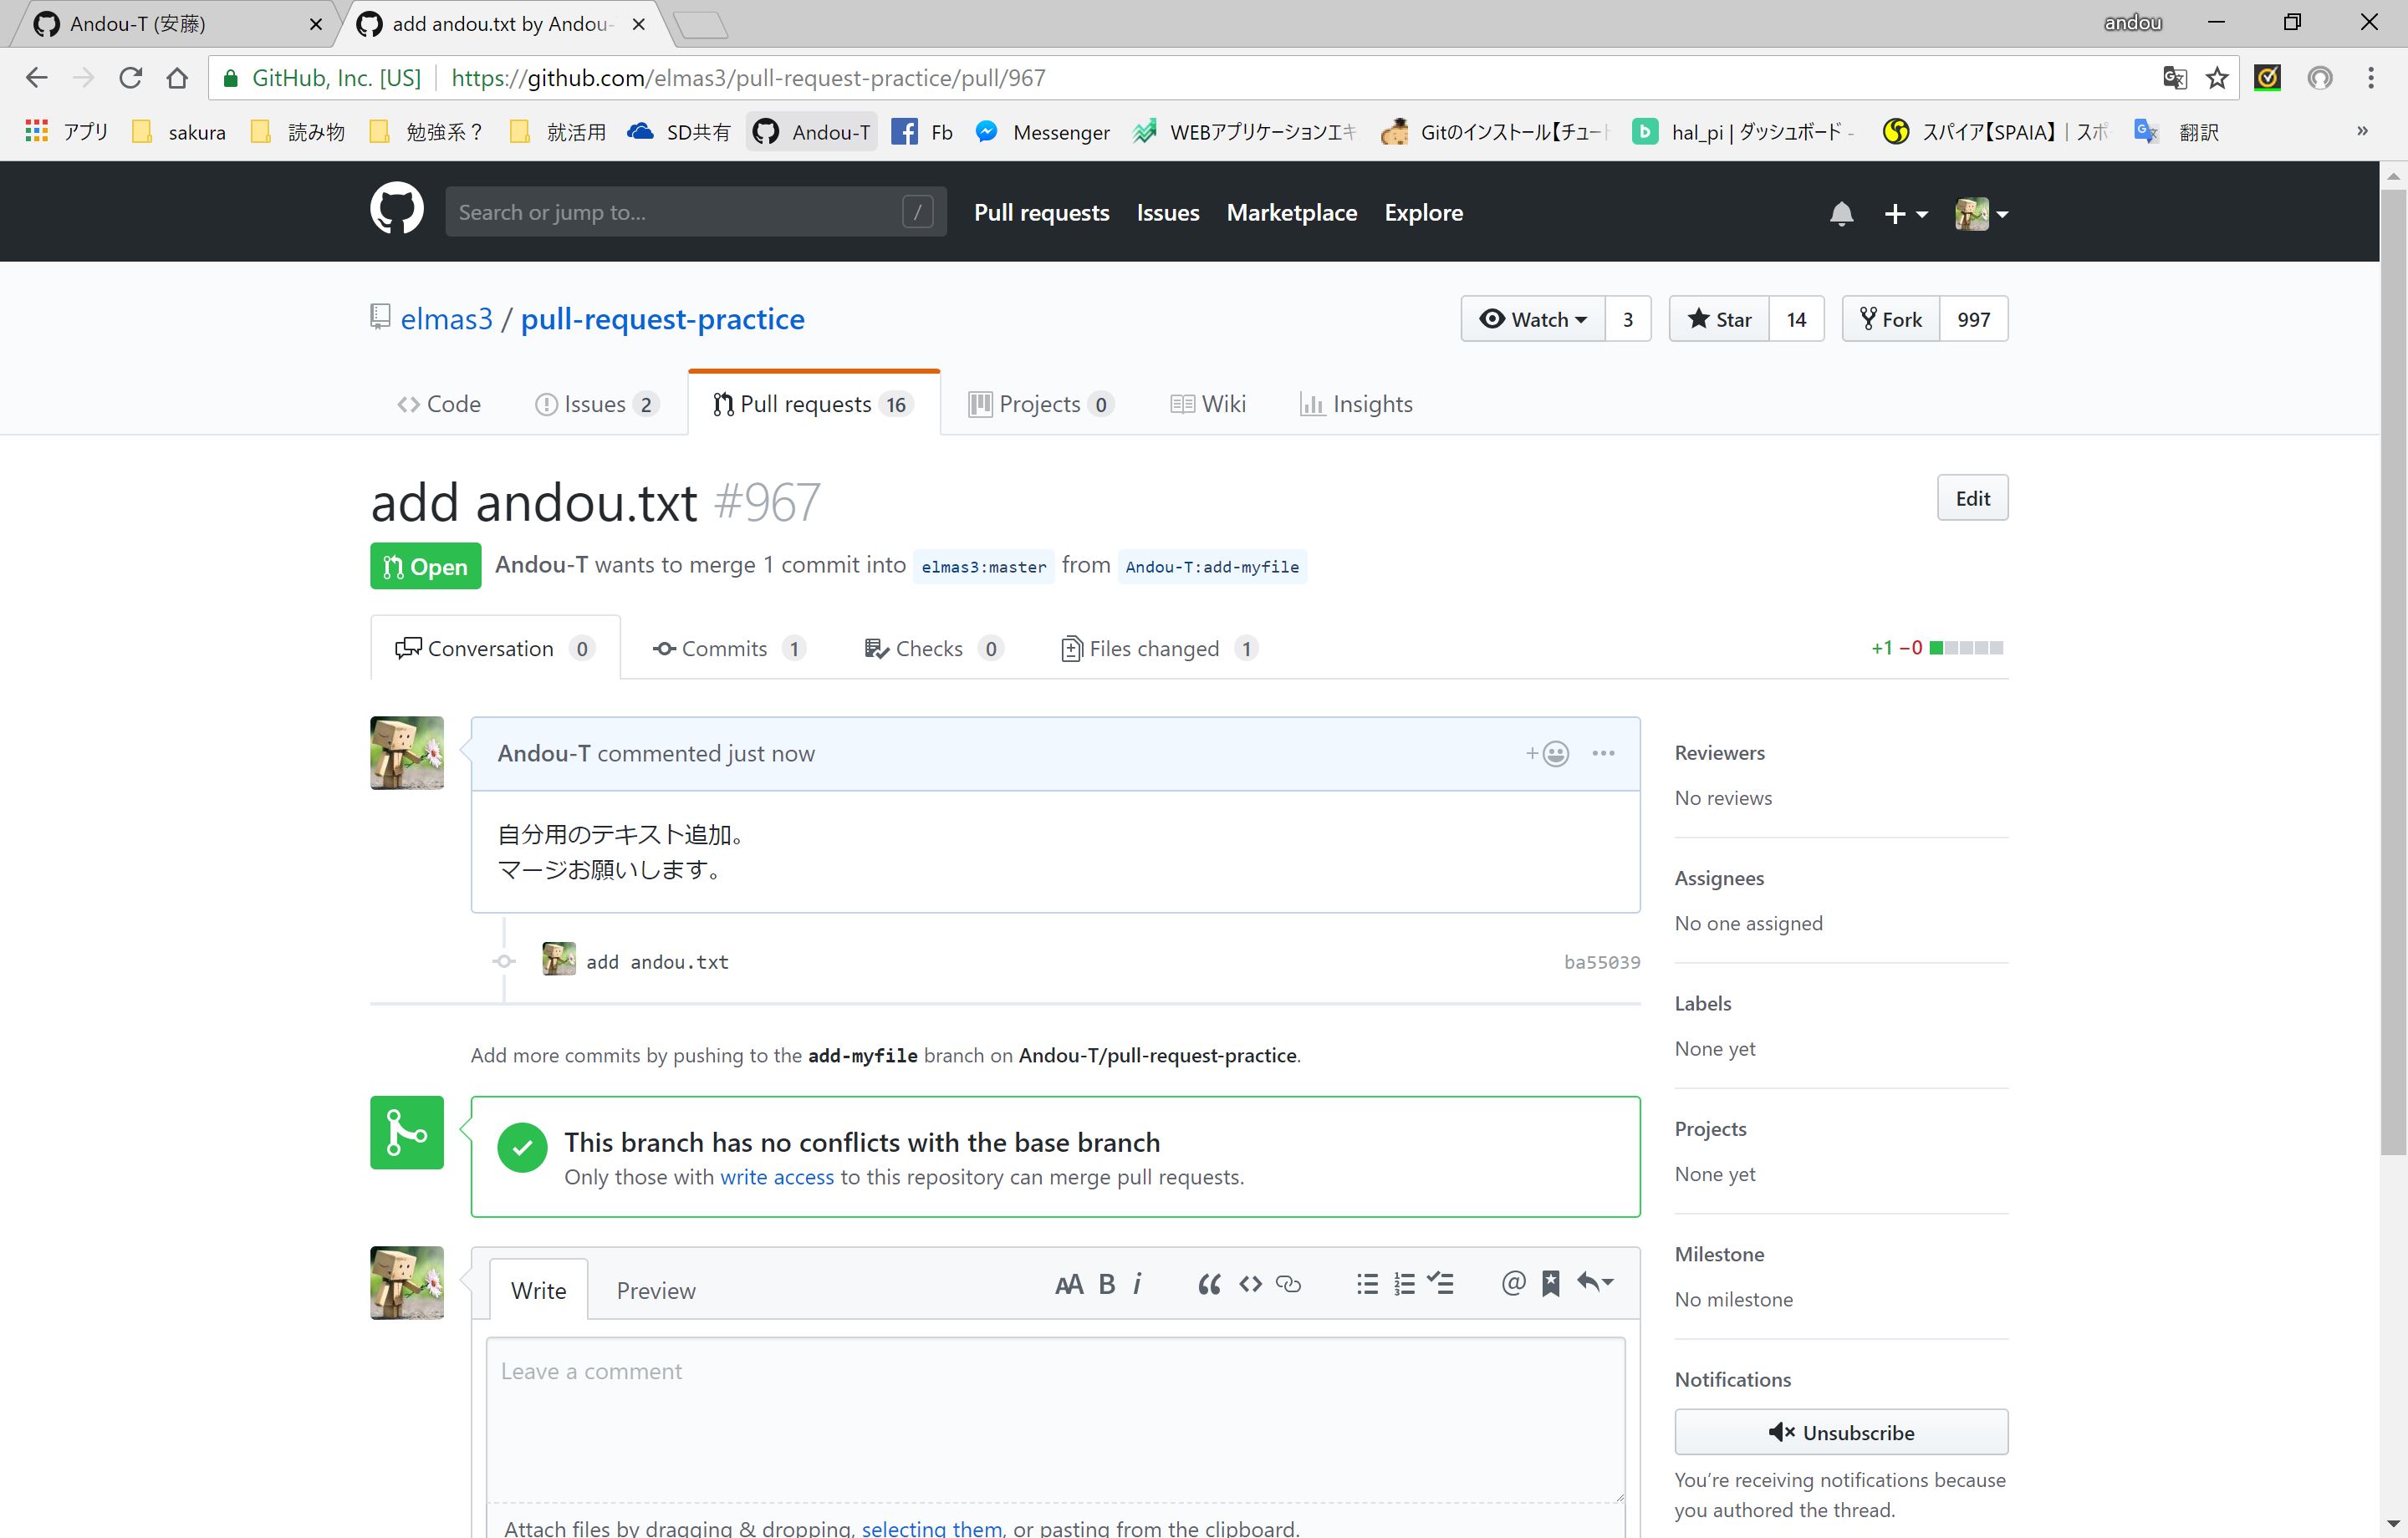 Andou-T (安藤)
add andou.txt by Andou-
andou
GitHub, Inc. [US]
https://github.com/elmas3/pull-request-practice/pull/967
アプリ
sakura
読み物
勉強系？
就活用
SD共有
Andou-T
Fb
Messenger
WEBアプリケーションエキ
Gitのインストール【チュート
hal_pi | ダッシュボード -
スパイア【SPAIA】 | スポ
翻訳
»
Search or jump to...
/
Pull requests
Issues
Marketplace
Explore
elmas3 / pull-request-practice
Watch 3
Star 14
Fork 997
Code
Issues 2
Pull requests 16
Projects 0
Wiki
Insights
add andou.txt #967
Edit
Open
Andou-T wants to merge 1 commit into elmas3:master from Andou-T:add-myfile
Conversation 0
Commits 1
Checks 0
Files changed 1
+1 −0
Andou-T commented just now
自分用のテキスト追加。
マージお願いします。
add andou.txt
ba55039
Add more commits by pushing to the add-myfile branch on Andou-T/pull-request-practice.
This branch has no conflicts with the base branch
Only those with write access to this repository can merge pull requests.
Write
Preview
Leave a comment
Attach files by dragging & dropping, selecting them, or pasting from the clipboard.
Reviewers
No reviews
Assignees
No one assigned
Labels
None yet
Projects
None yet
Milestone
No milestone
Notifications
Unsubscribe
You’re receiving notifications because
you authored the thread.